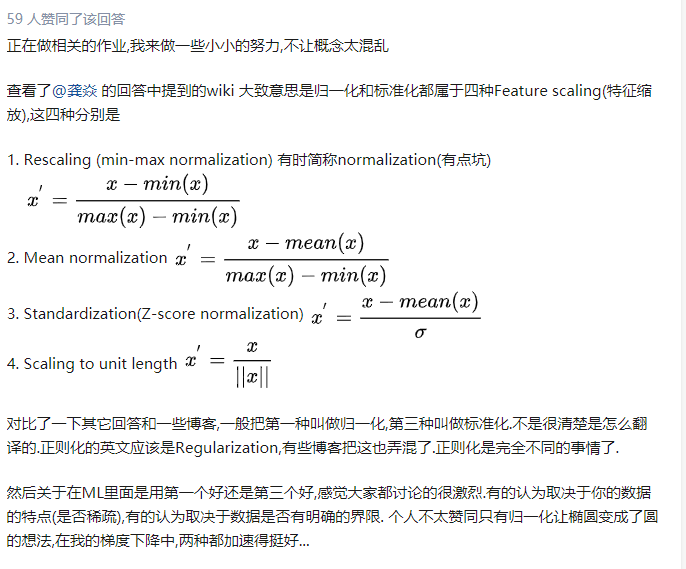 59 人赞同了该回答
正在做相关的作业,我来做一些小小的努力,不让概念太混乱
查看了@龚焱 的回答中提到的wiki 大致意思是归一化和标准化都属于四种Feature scaling(特征缩
放),这四种分别是
1. Rescaling (min-max normalization) 有时简称normalization(有点坑)
x' = \frac{x - min(x)}{max(x) - min(x)}
2. Mean normalization x' = \frac{x - mean(x)}{max(x) - min(x)}
3. Standardization(Z-score normalization) x' = \frac{x - mean(x)}{σ}
4. Scaling to unit length x' = \frac{x}{||x||}
对比了一下其它回答和一些博客,一般把第一种叫做归一化,第三种叫做标准化.不是很清楚是怎么翻
译的.正则化的英文应该是Regularization,有些博客把这也弄混了.正则化是完全不同的事情了.
然后关于在ML里面是用第一个好还是第三个好,感觉大家都讨论的很激烈.有的认为取决于你的数据
的特点(是否稀疏),有的认为取决于数据是否有明确的界限. 个人不太赞同只有归一化让椭圆变成了圆
的想法,在我的梯度下降中,两种都加速得挺好...